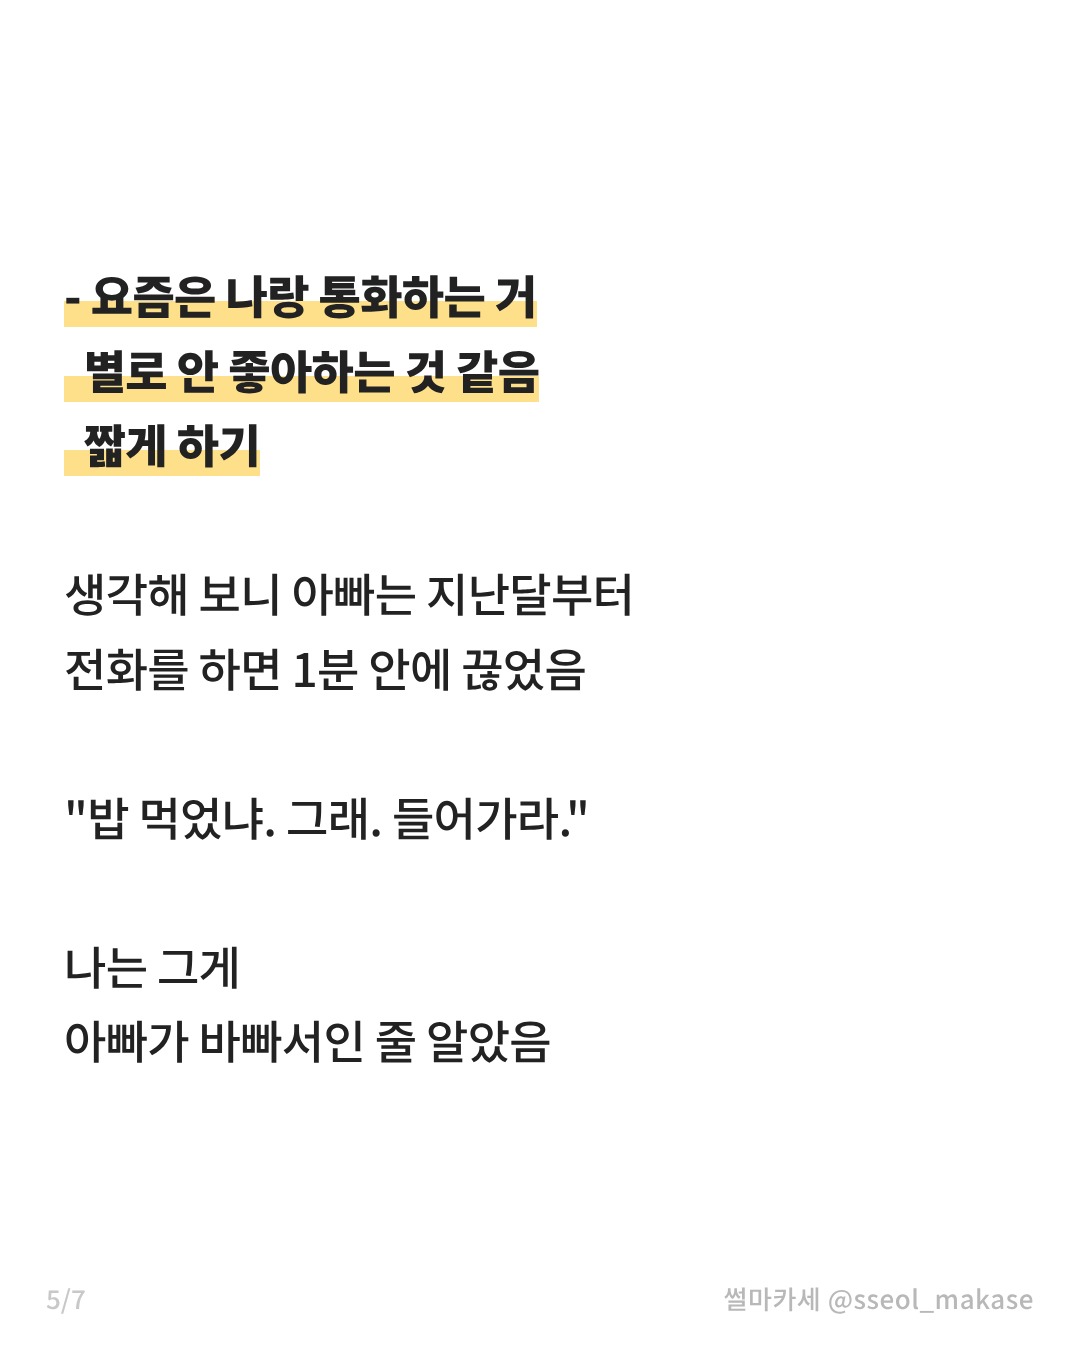 - 요즘은 나랑 통화하는 거
별로 안 좋아하는 것 같음
짧게 하기
생각해 보니 아빠는 지난달부터
전화를 하면 1분 안에 끊었음
"밥 먹었냐. 그래. 들어가라."
나는 그게
아빠가 바빠서인 줄 알았음
5/7
썰마카세 @sseol_makase